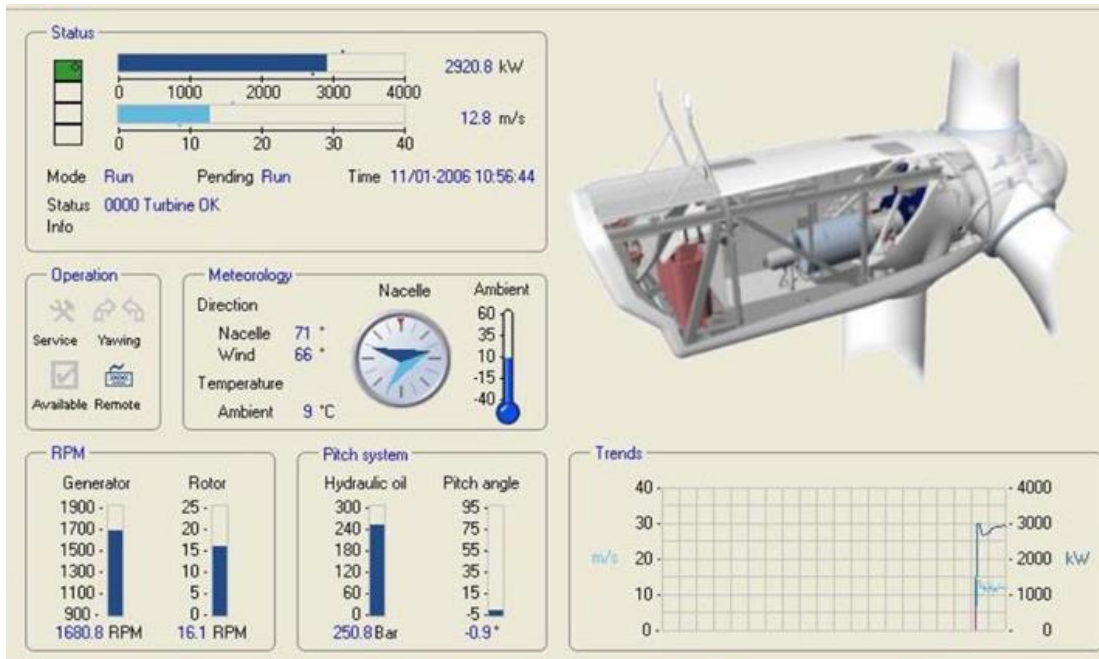 Status
2920.8 kW
0 1000 2000 3000 4000
12.8 m/s
0 10 20 30 40
Mode Run Pending Run Time 11/01-2006 10:56:44
Status 0000 Turbine OK
Info
Operation
Service Yawing
Available Remote
Meteorology
Direction
Nacelle 71 °
Wind 66 °
Temperature
Ambient 9 °C
Nacelle
Ambient
60
35
10
-15
-40
RPM
Generator
1900
1700
1500
1300
1100
900
1680.8 RPM
Rotor
25
20
15
10
5
0
16.1 RPM
Pitch system
Hydraulic oil
300
240
180
120
60
0
250.8 Bar
Pitch angle
95
75
55
35
15
-5
-0.9 °
Trends
40
30
20
10
0
m/s
4000
3000
2000
1000
0
kW